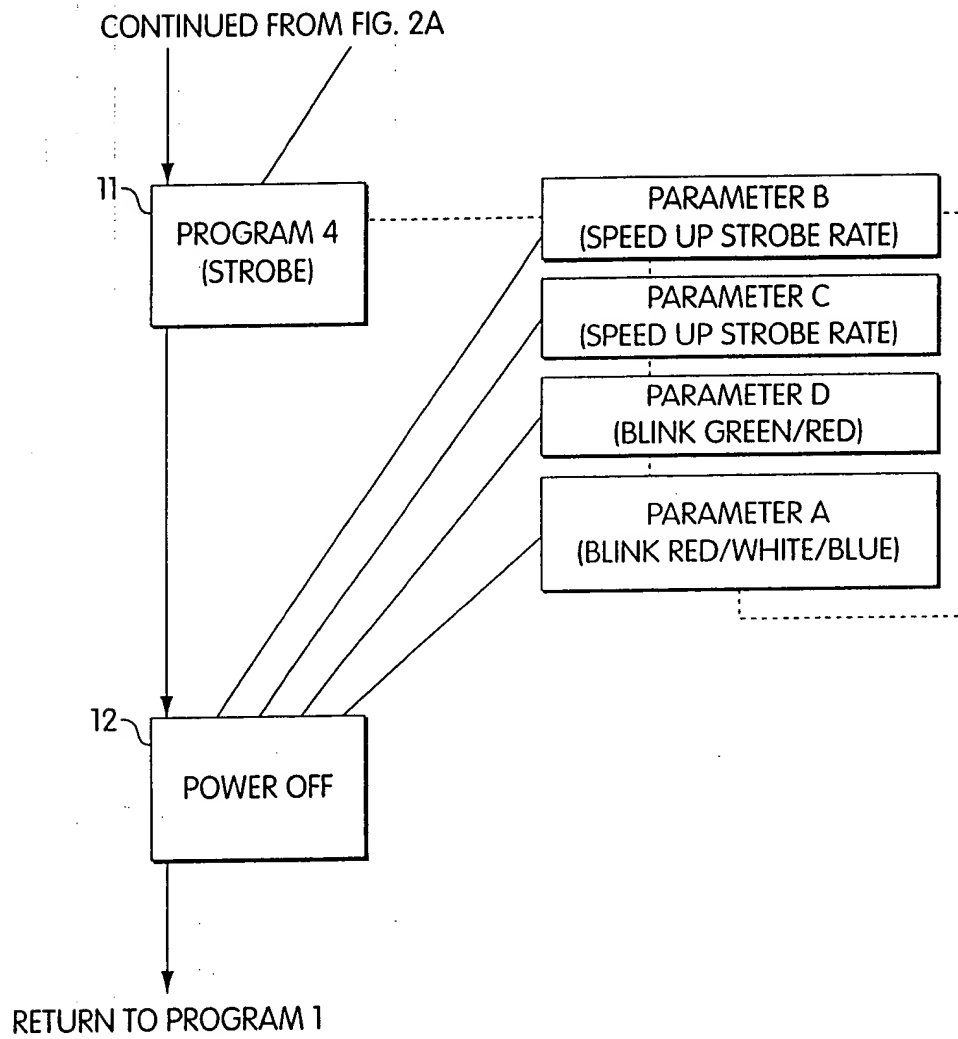 CONTINUED FROM FIG. 2A
11
PROGRAM 4
(STROBE)
PARAMETER B
(SPEED UP STROBE RATE)
PARAMETER C
(SPEED UP STROBE RATE)
PARAMETER D
(BLINK GREEN/RED)
PARAMETER A
(BLINK RED/WHITE/BLUE)
12
POWER OFF
RETURN TO PROGRAM 1